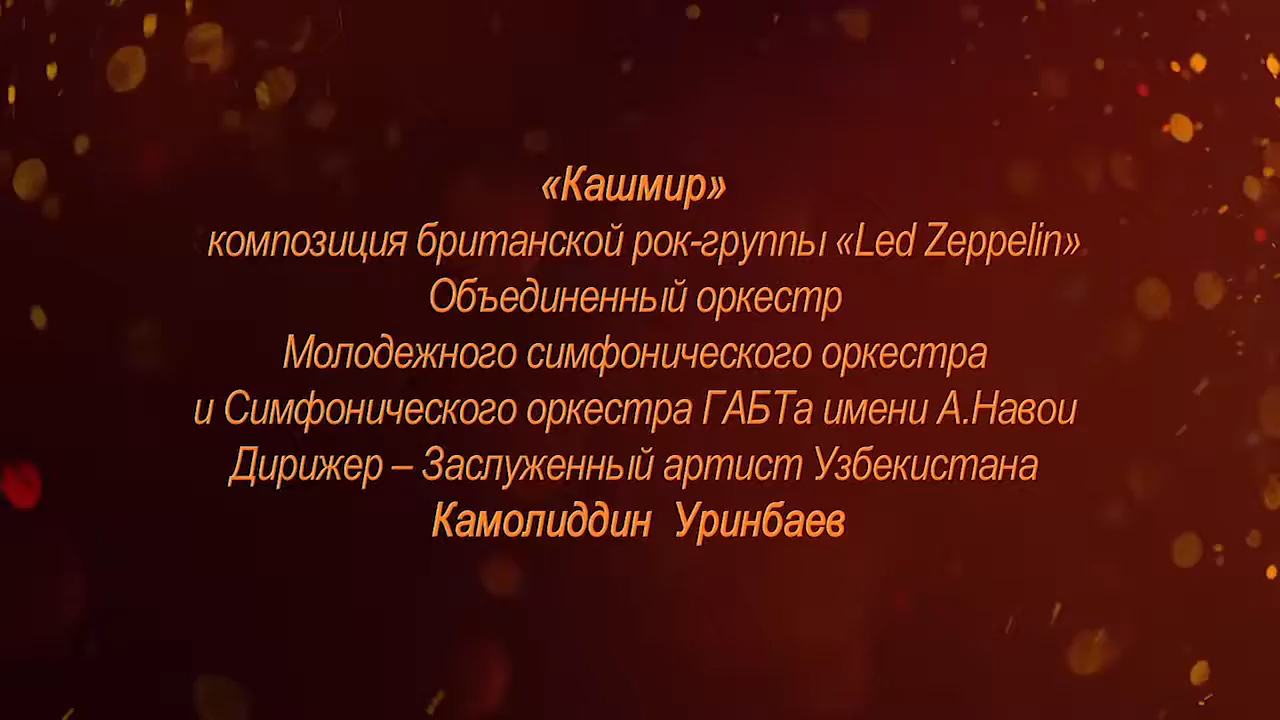 «Кашмир»
композиция британской рок-группы «Led Zeppelin»
Объединенный оркестр
Молодежного симфонического оркестра
и Симфонического оркестра ГАБТа имени А.Навои
Дирижер – Заслуженный артист Узбекистана
Камолиддин Уринбаев